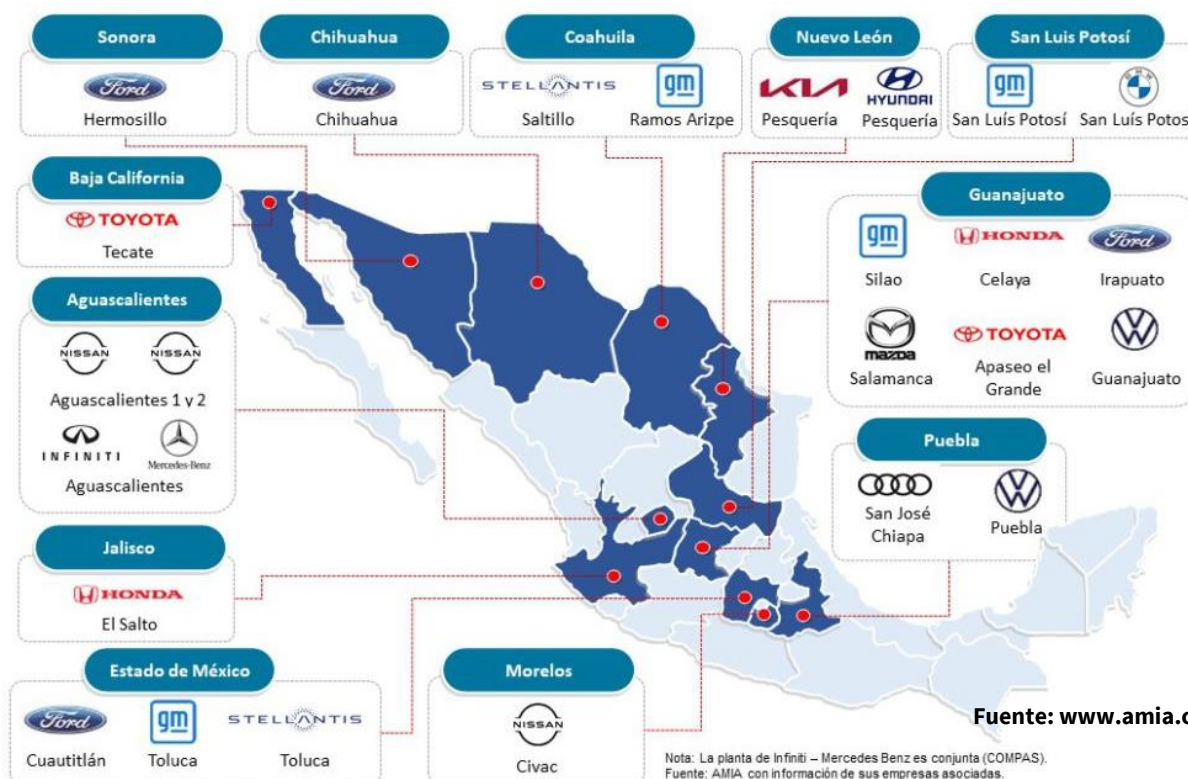 Sonora
Ford
Hermosillo
Chihuahua
Ford
Chihuahua
Coahuila
STELLANTIS
gm
Saltillo
Ramos Arizpe
Nuevo León
KIA
HYUNDAI
Pesquería
Pesquería
San Luis Potosí
gm
BMW
San Luís Potosí
San Luís Potos
Baja California
TOYOTA
Tecate
Guanajuato
gm
HONDA
Ford
Silao
Celaya
Irapuato
mazda
TOYOTA
Salamanca
Apaseo el
Grande
Guanajuato
Aguascalientes
NISSAN
NISSAN
Aguascalientes 1 y 2
INFINITI
Mercedes-Benz
Aguascalientes
Puebla
San José
Chiapa
Puebla
Jalisco
HONDA
El Salto
Estado de México
Ford
gm
STELLANTIS
Cuautitlán
Toluca
Toluca
Morelos
NISSAN
Civac
Fuente: www.amia.c
Nota: La planta de Infiniti – Mercedes Benz es conjunta (COMPAS).
Fuente: AMIA con información de sus empresas asociadas.